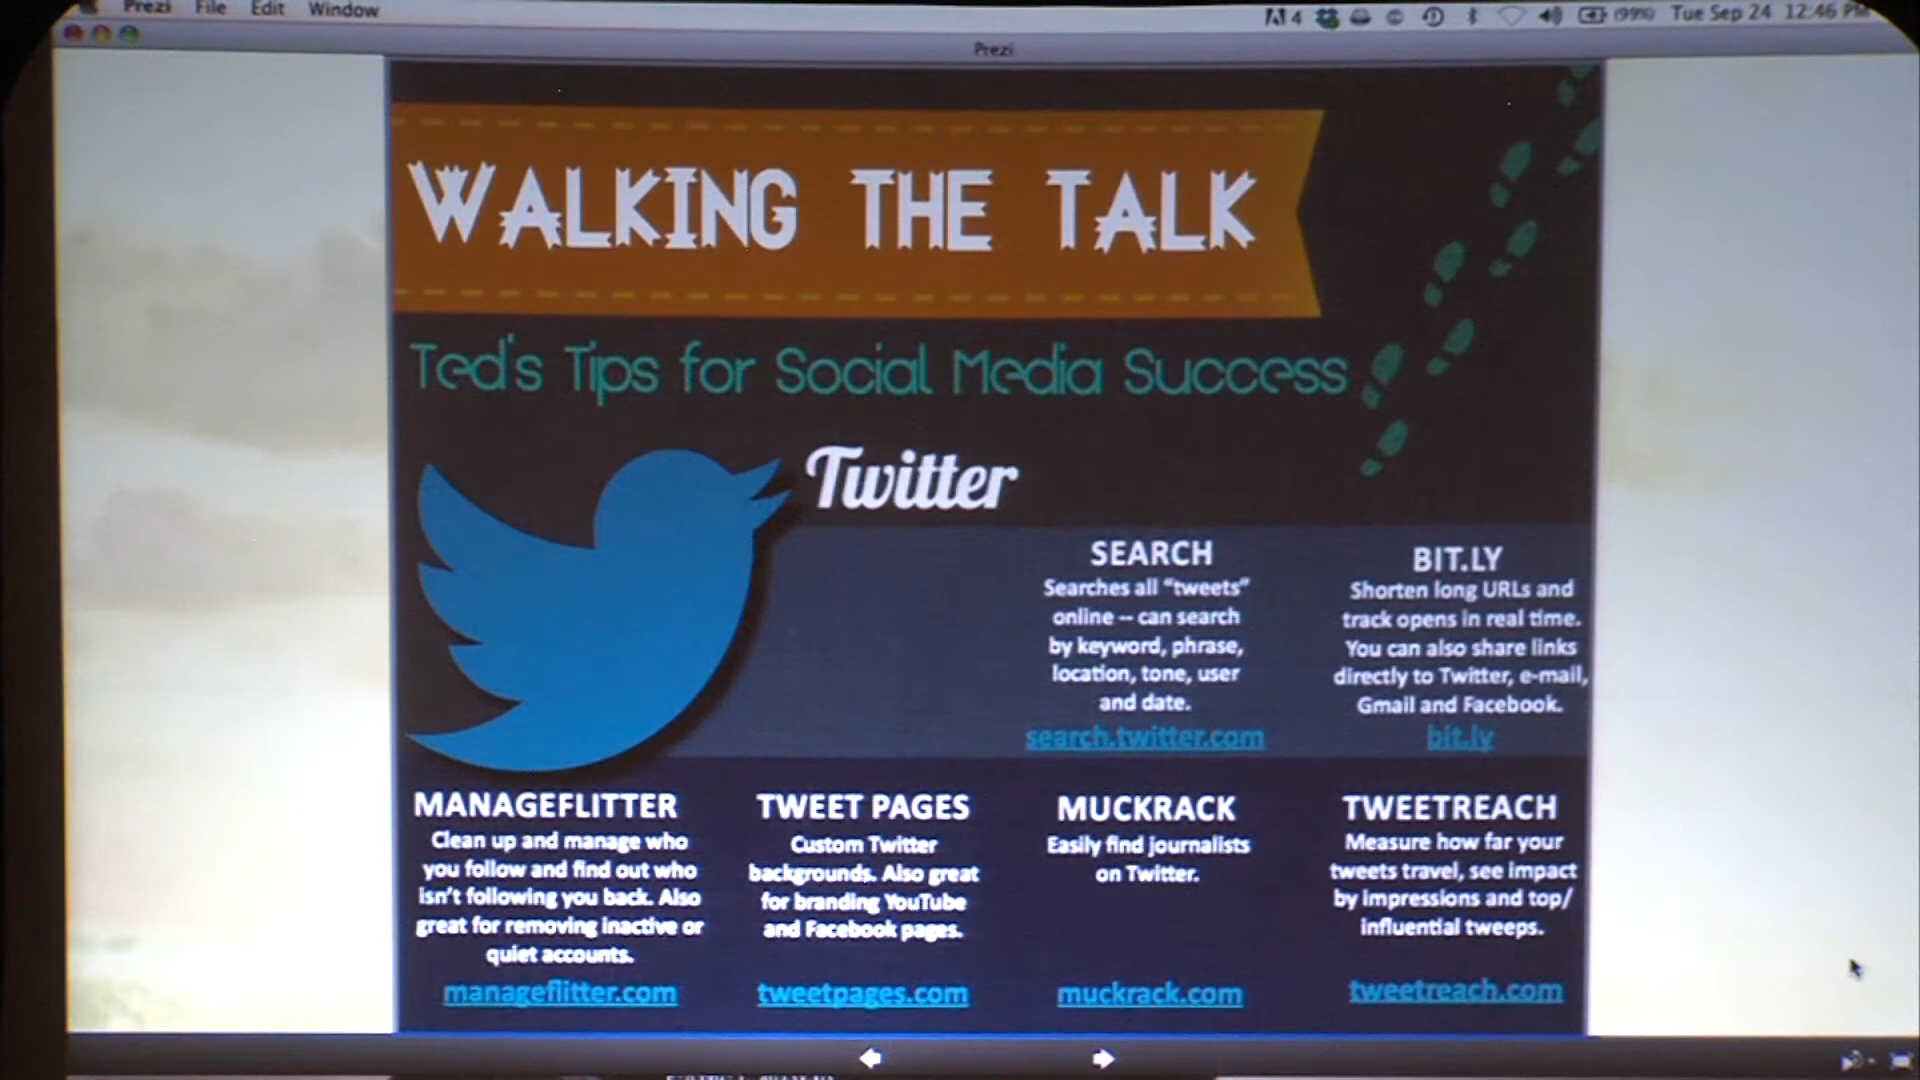 Prezi File Edit Window
4 (99%) Tue Sep 24 12:46 PM
Prezi
WALKING THE TALK
Ted's Tips for Social Media Success
Twitter
SEARCH
Searches all “tweets”
online -- can search
by keyword, phrase,
location, tone, user
and date.
search.twitter.com
BIT.LY
Shorten long URLs and
track opens in real time.
You can also share links
directly to Twitter, e-mail,
Gmail and Facebook.
bit.ly
MANAGEFLITTER
Clean up and manage who
you follow and find out who
isn't following you back. Also
great for removing inactive or
quiet accounts.
manageflitter.com
TWEET PAGES
Custom Twitter
backgrounds. Also great
for branding YouTube
and Facebook pages.
tweetpages.com
MUCKRACK
Easily find journalists
on Twitter.
muckrack.com
TWEETREACH
Measure how far your
tweets travel, see impact
by impressions and top/
influential tweeps.
tweetreach.com